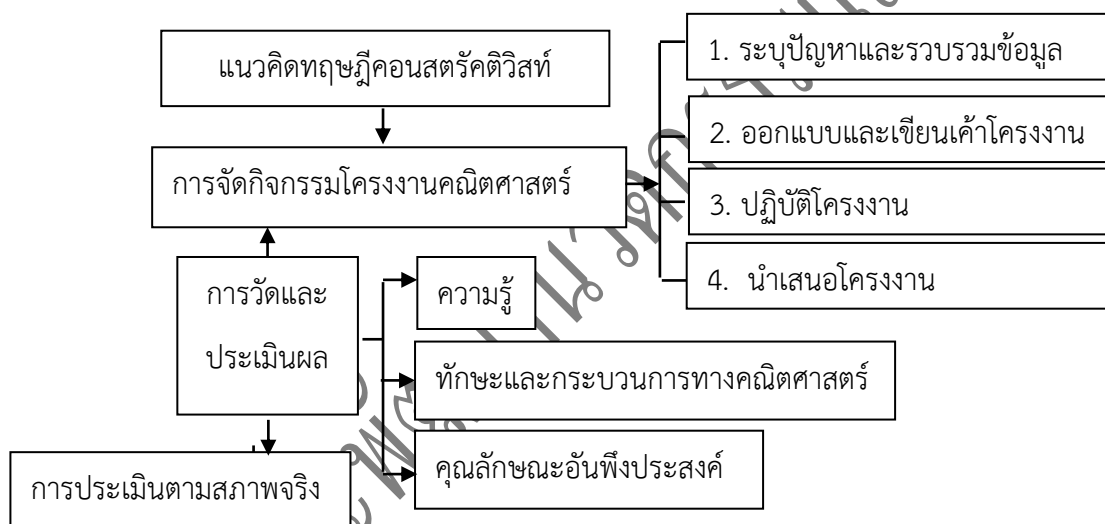 แนวคิดทฤษฎีคอนสตรัคติวิสท์
1. ระบุปัญหาและรวบรวมข้อมูล
2. ออกแบบและเขียนเค้าโครงงาน
การจัดกิจกรรมโครงงานคณิตศาสตร์
3. ปฏิบัติโครงงาน
4. นำเสนอโครงงาน
การวัดและ
ประเมินผล
ความรู้
ทักษะและกระบวนการทางคณิตศาสตร์
คุณลักษณะอันพึงประสงค์
การประเมินตามสภาพจริง